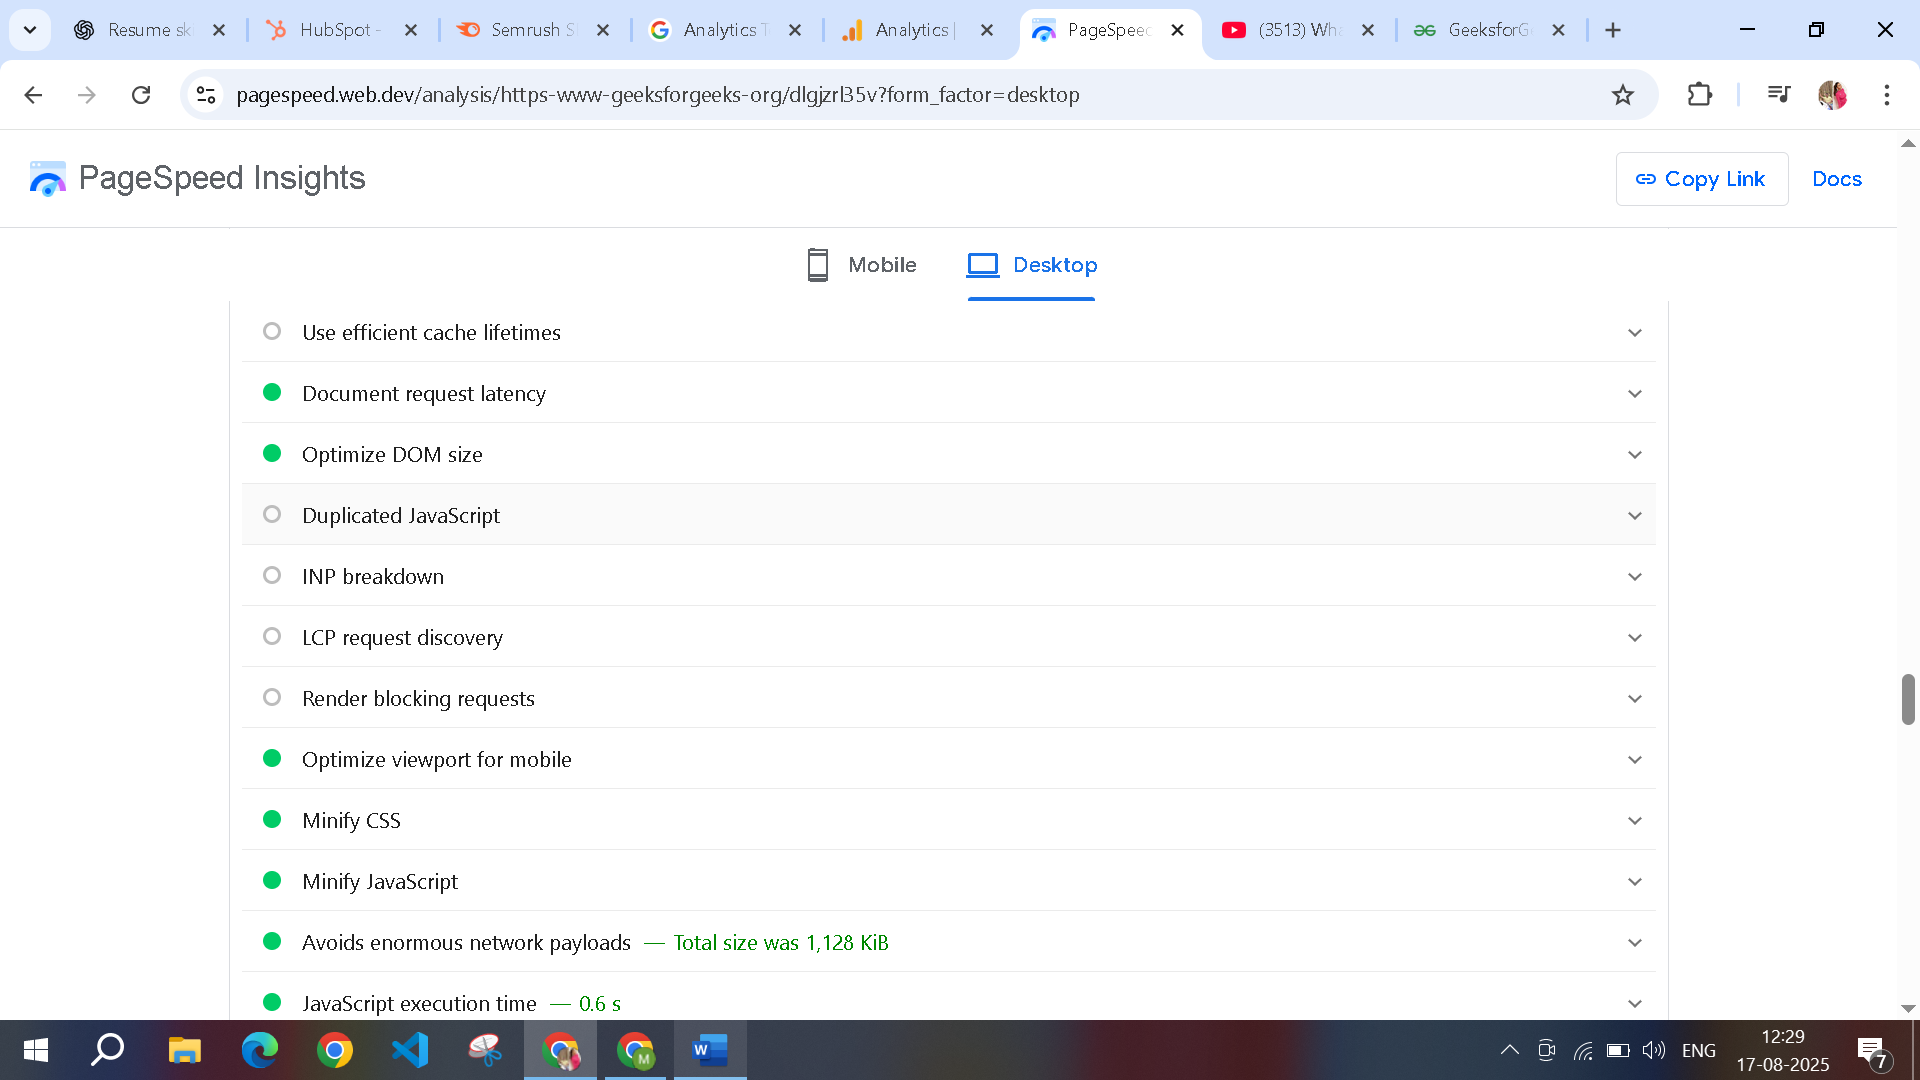 Resume sk
HubSpot -
Semrush S
Analytics T
Analytics |
PageSpeed
(3513) Wha
GeeksforG
pagespeed.web.dev/analysis/https-www-geeksforgeeks-org/dlgjzrl35v?form_factor=desktop
PageSpeed Insights
Copy Link
Docs
Mobile
Desktop
Use efficient cache lifetimes
Document request latency
Optimize DOM size
Duplicated JavaScript
INP breakdown
LCP request discovery
Render blocking requests
Optimize viewport for mobile
Minify CSS
Minify JavaScript
Avoids enormous network payloads — Total size was 1,128 KiB
JavaScript execution time — 0.6 s
M
W
ENG
12:29
17-08-2025
7